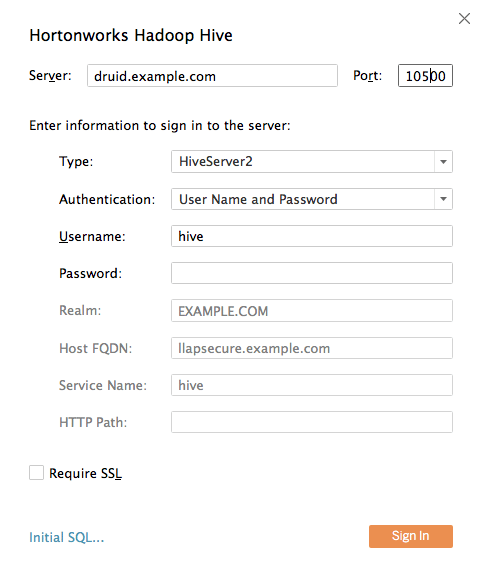 Hortonworks Hadoop Hive
Server: druid.example.com Port: 10500
Enter information to sign in to the server:
Type: HiveServer2
Authentication: User Name and Password
Username: hive
Password:
Realm: EXAMPLE.COM
Host FQDN: llapsecure.example.com
Service Name: hive
HTTP Path:
Require SSL
Initial SQL... Sign In